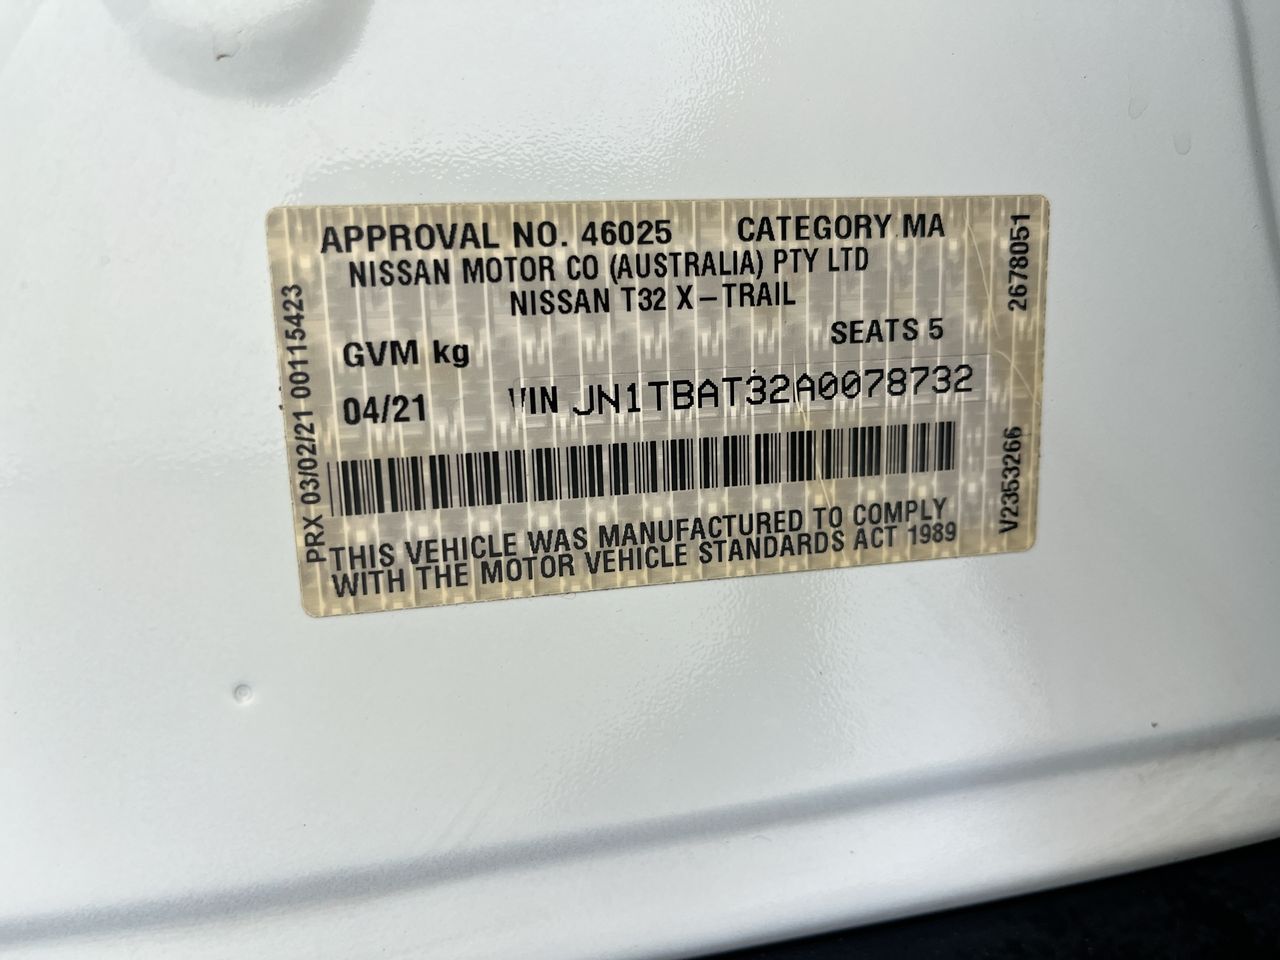 APPROVAL NO. 46025 CATEGORY MA
NISSAN MOTOR CO (AUSTRALIA) PTY LTD
NISSAN T32 X-TRAIL
GVM kg SEATS 5
04/21 VIN JN1TBAT32A0078732
THIS VEHICLE WAS MANUFACTURED TO COMPLY
WITH THE MOTOR VEHICLE STANDARDS ACT 1989
PRX 03/02/21 00115423
2678051
V2353266